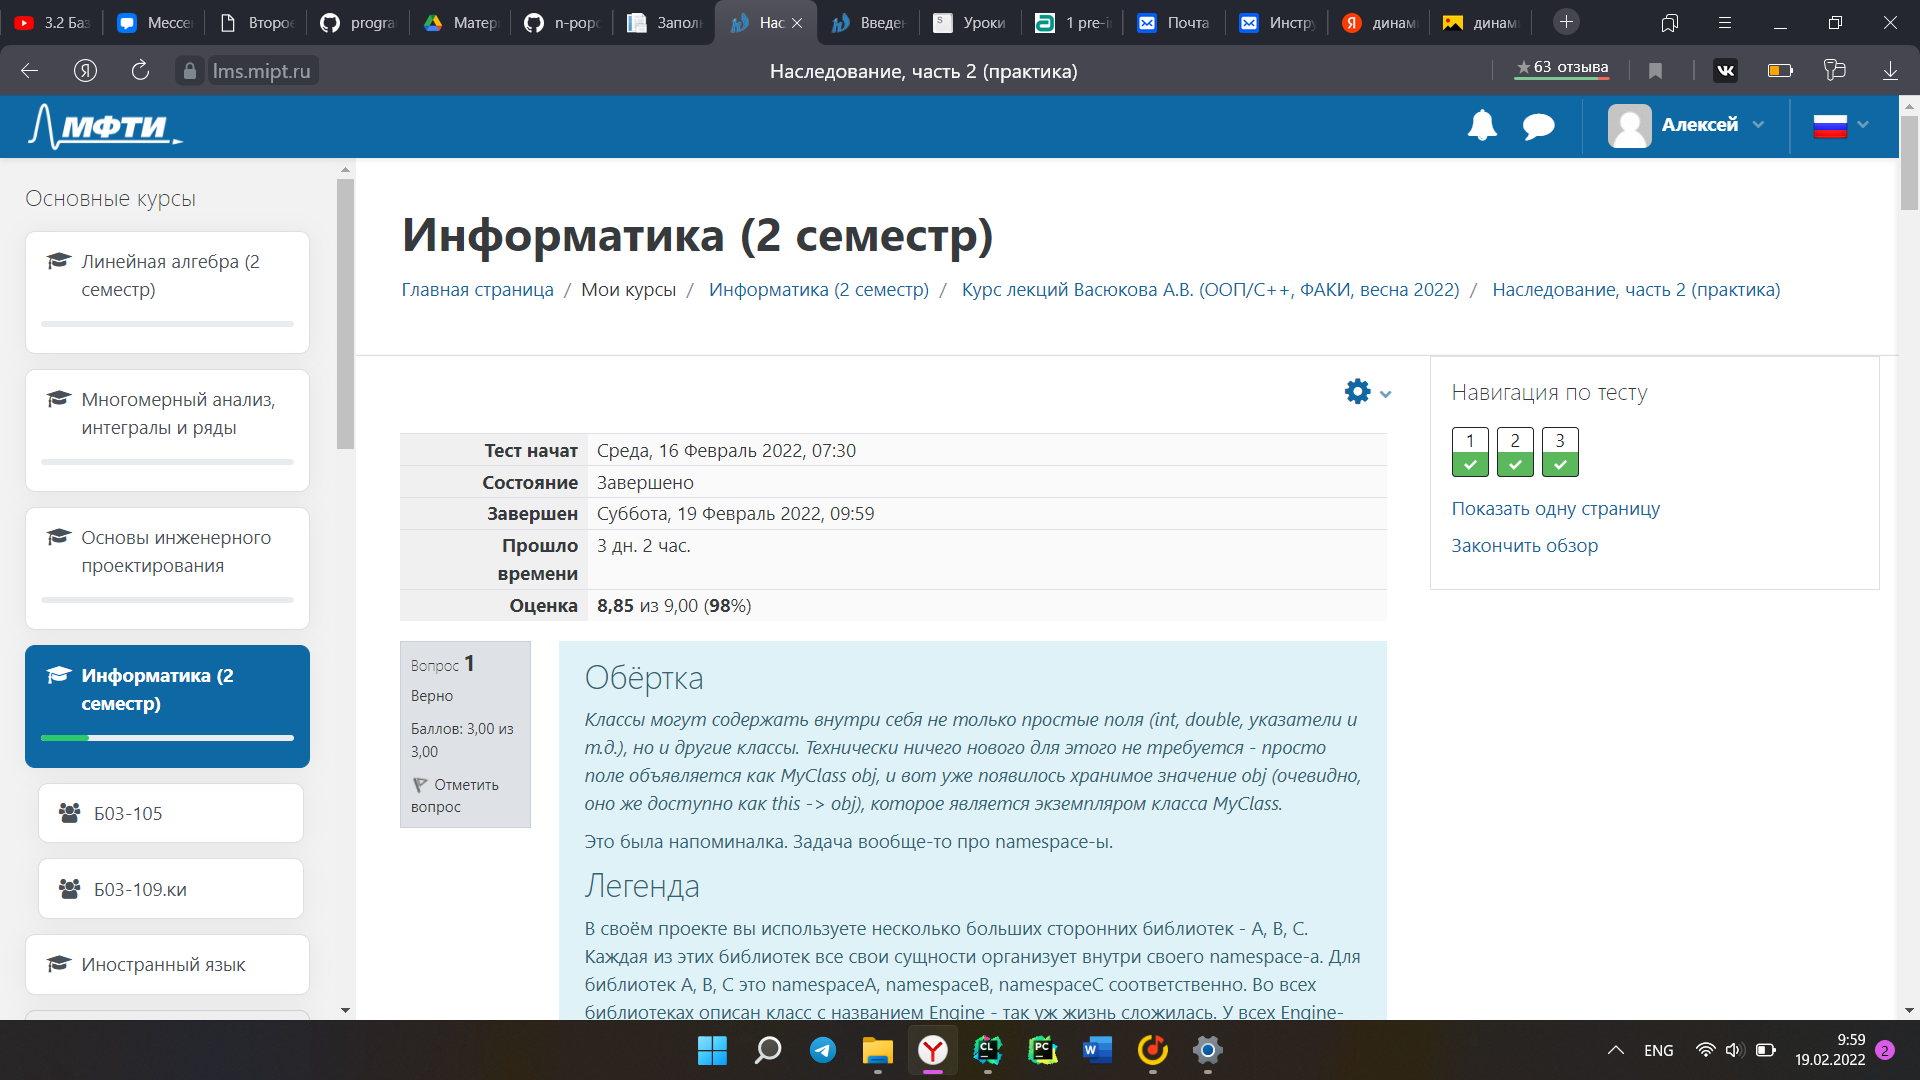 3.2 Баз
Мессе
Второе
progra
Матер
n-popo
Запол
Нас
Введен
Уроки
1 pre-i
Почта
Инстру
динам
динам
lms.mipt.ru
Наследование, часть 2 (практика)
★ 63 отзыва
МФТИ
Алексей
Основные курсы
Линейная алгебра (2
семестр)
Многомерный анализ,
интегралы и ряды
Основы инженерного
проектирования
Информатика (2
семестр)
Б03-105
Б03-109.ки
Иностранный язык
Информатика (2 семестр)
Главная страница / Мои курсы / Информатика (2 семестр) / Курс лекций Васюкова А.В. (ООП/С++, ФАКИ, весна 2022) / Наследование, часть 2 (практика)
Тест начат Среда, 16 Февраль 2022, 07:30
Состояние Завершено
Завершен Суббота, 19 Февраль 2022, 09:59
Прошло 3 дн. 2 час.
времени
Оценка 8,85 из 9,00 (98%)
Вопрос 1
Верно
Баллов: 3,00 из
3,00
Отметить
вопрос
Обёртка
Классы могут содержать внутри себя не только простые поля (int, double, указатели и
т.д.), но и другие классы. Технически ничего нового для этого не требуется - просто
поле объявляется как MyClass obj, и вот уже появилось хранимое значение obj (очевидно,
оно же доступно как this -> obj), которое является экземпляром класса MyClass.
Это была напоминалка. Задача вообще-то про namespace-ы.
Легенда
В своём проекте вы используете несколько больших сторонних библиотек - A, B, C.
Каждая из этих библиотек все свои сущности организует внутри своего namespace-а. Для
библиотек A, B, C это namespaceA, namespaceB, namespaceC соответственно. Во всех
библиотеках описан класс с названием Engine - так уж жизнь сложилась. У всех Engine-
Навигация по тесту
1 2 3
Показать одну страницу
Закончить обзор
ENG
9:59
19.02.2022
2